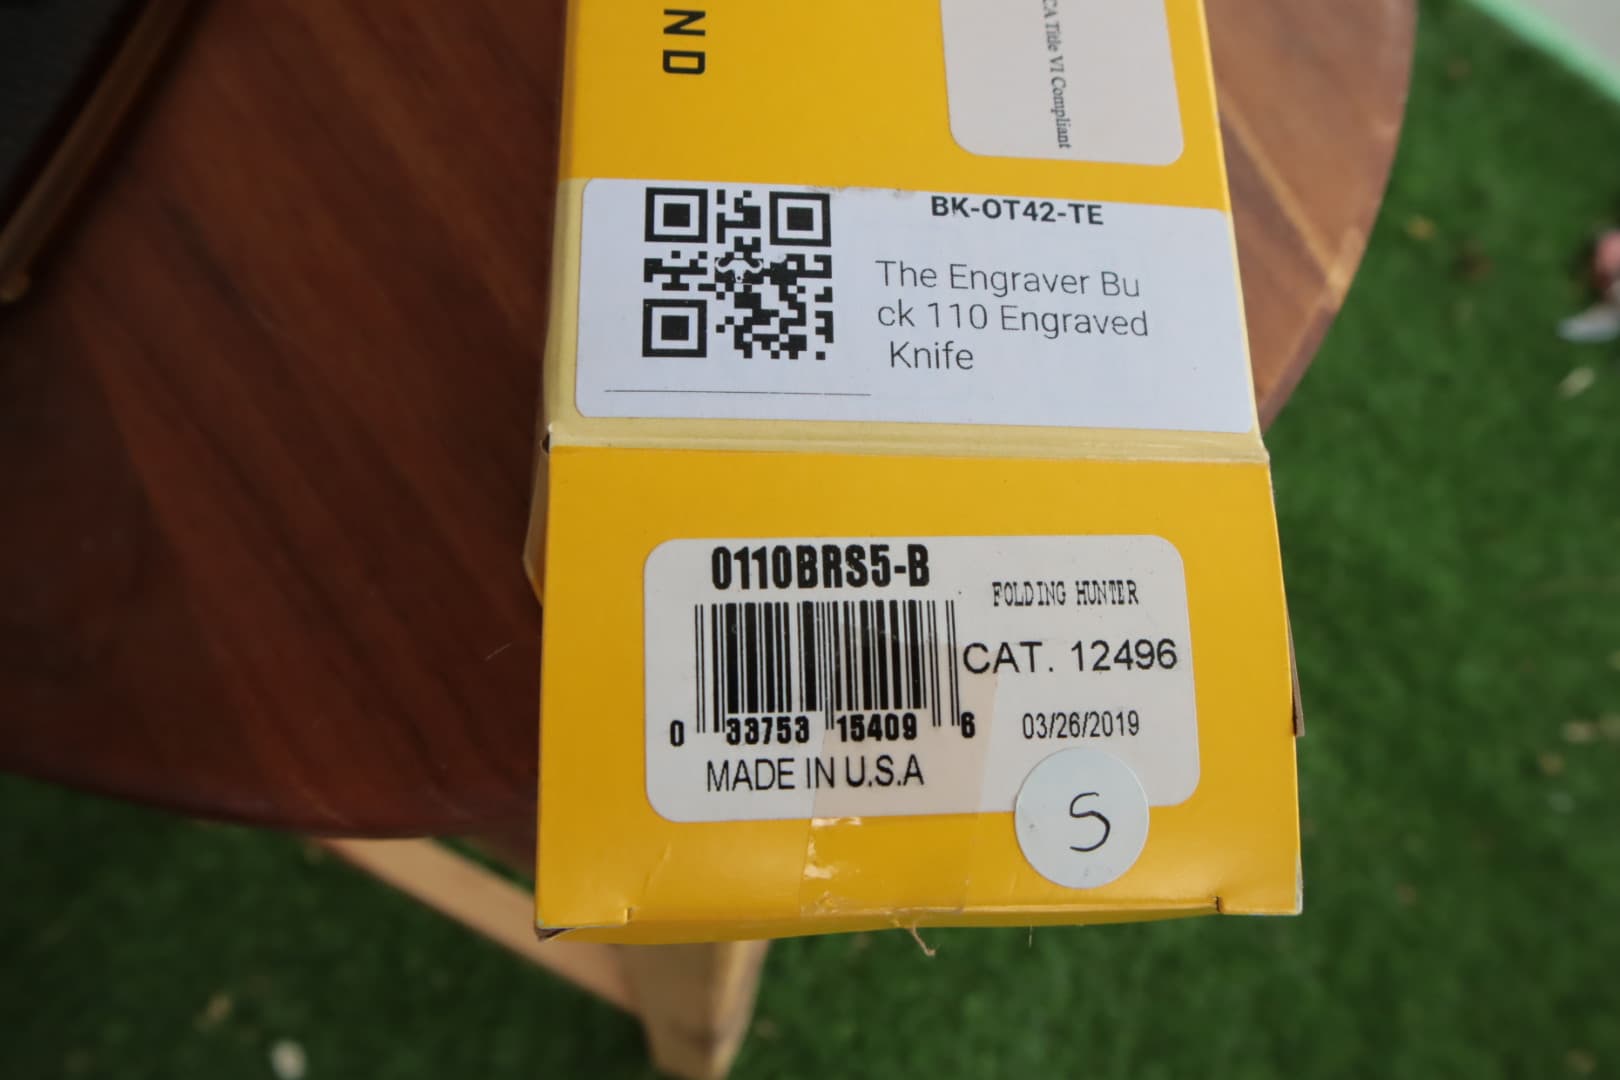 ND
CA Title VI Compliant
BK-OT42-TE
The Engraver Bu
ck 110 Engraved
Knife
0110BRS5-B
FOLDING HUNTER
CAT. 12496
0 33753 15409 6
03/26/2019
MADE IN U.S.A
S